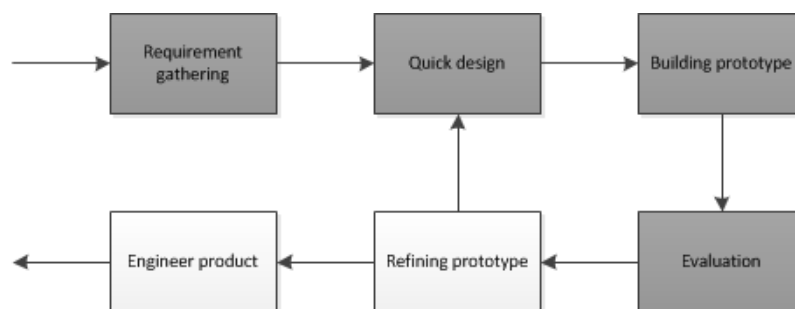 Requirement
gathering
Quick design
Building prototype
Engineer product
Refining prototype
Evaluation